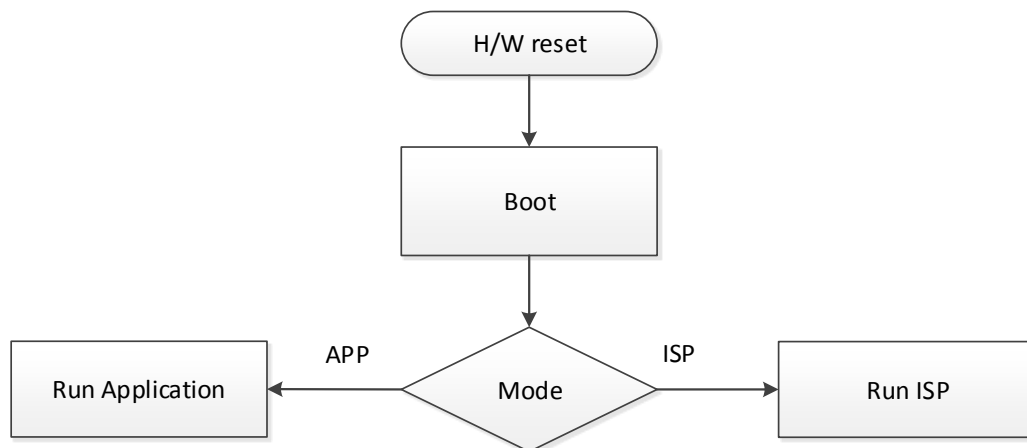 H/W reset
Boot
APP
ISP
Run Application
Mode
Run ISP